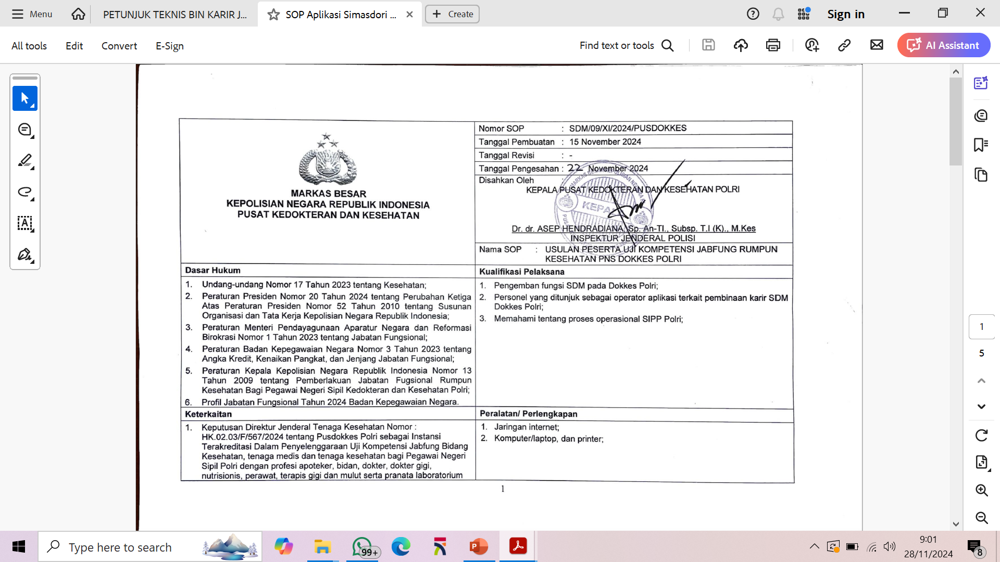 Menu
PETUNJUK TEKNIS BIN KARIR J...
SOP Aplikasi Simasdori ...
Create
Sign in
All tools
Edit
Convert
E-Sign
Find text or tools
AI Assistant
MARKAS BESAR
KEPOLISIAN NEGARA REPUBLIK INDONESIA
PUSAT KEDOKTERAN DAN KESEHATAN
Nomor SOP : SDM/09/XI/2024/PUSDOKKES
Tanggal Pembuatan : 15 November 2024
Tanggal Revisi : -
Tanggal Pengesahan : 22 November 2024
Disahkan Oleh
KEPALA PUSAT KEDOKTERAN DAN KESEHATAN POLRI
KEPALA
Dr. dr. ASEP HENDRADIANA, Sp. An-TI., Subsp. T.I (K)., M.Kes
INSPEKTUR JENDERAL POLISI
Nama SOP : USULAN PESERTA UJI KOMPETENSI JABFUNG RUMPUN
KESEHATAN PNS DOKKES POLRI
Dasar Hukum
1. Undang-undang Nomor 17 Tahun 2023 tentang Kesehatan;
2. Peraturan Presiden Nomor 20 Tahun 2024 tentang Perubahan Ketiga
Atas Peraturan Presiden Nomor 52 Tahun 2010 tentang Susunan
Organisasi dan Tata Kerja Kepolisian Negara Republik Indonesia;
3. Peraturan Menteri Pendayagunaan Aparatur Negara dan Reformasi
Birokrasi Nomor 1 Tahun 2023 tentang Jabatan Fungsional;
4. Peraturan Badan Kepegawaian Negara Nomor 3 Tahun 2023 tentang
Angka Kredit, Kenaikan Pangkat, dan Jenjang Jabatan Fungsional;
5. Peraturan Kepala Kepolisian Negara Republik Indonesia Nomor 13
Tahun 2009 tentang Pemberlakuan Jabatan Fugsional Rumpun
Kesehatan Bagi Pegawai Negeri Sipil Kedokteran dan Kesehatan Polri;
6. Profil Jabatan Fungsional Tahun 2024 Badan Kepegawaian Negara.
Kualifikasi Pelaksana
1. Pengemban fungsi SDM pada Dokkes Polri;
2. Personel yang ditunjuk sebagai operator aplikasi terkait pembinaan karir SDM
Dokkes Polri;
3. Memahami tentang proses operasional SIPP Polri;
Keterkaitan
1. Keputusan Direktur Jenderal Tenaga Kesehatan Nomor :
HK.02.03/F/567/2024 tentang Pusdokkes Polri sebagai Instansi
Terakreditasi Dalam Penyelenggaraan Uji Kompetensi Jabfung Bidang
Kesehatan, tenaga medis dan tenaga kesehatan bagi Pegawai Negeri
Sipil Polri dengan profesi apoteker, bidan, dokter, dokter gigi,
nutrisionis, perawat, terapis gigi dan mulut serta pranata laboratorium
Peralatan/ Perlengkapan
1. Jaringan internet;
2. Komputer/laptop, dan printer;
1
1
5
Type here to search
99+
9:01
28/11/2024
8